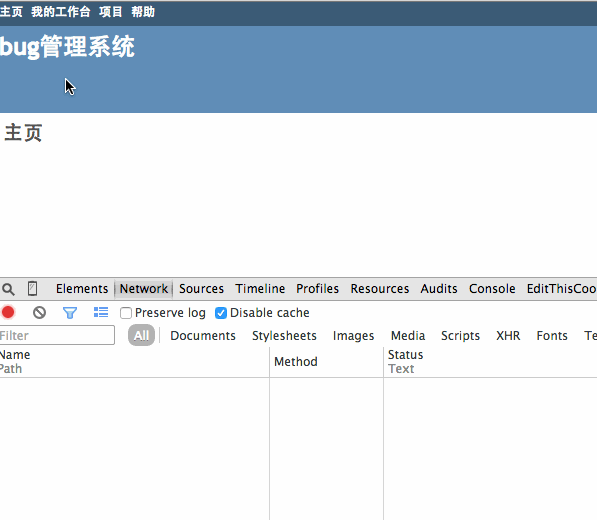 主页 我的工作台 项目 帮助
bug管理系统
主页
Elements Network Sources Timeline Profiles Resources Audits Console EditThisCoo
Preserve log Disable cache
Filter All Documents Stylesheets Images Media Scripts XHR Fonts Te
Name Method Status
Path Text